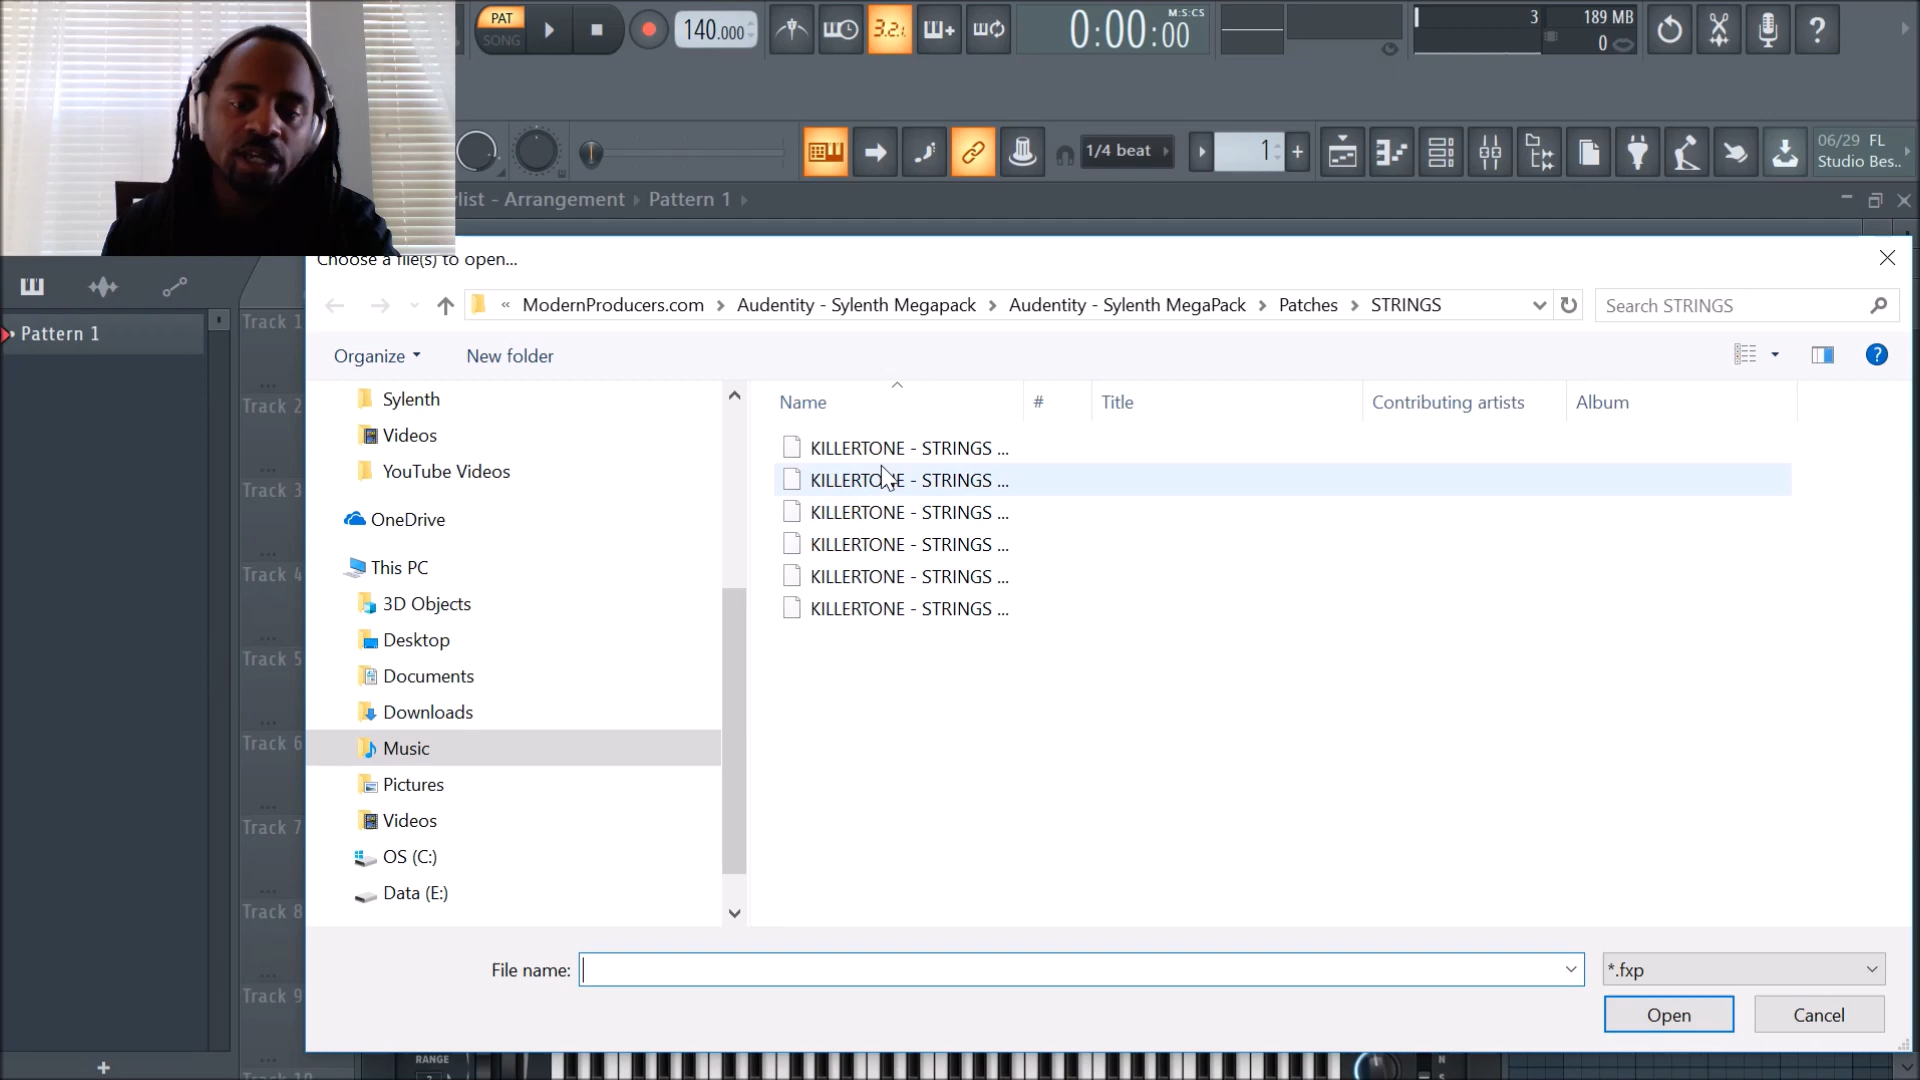 PAT
SONG
140.000
3.2.
M:S:CS
0:00:00
3
189 MB
0
?
1/4 beat
1
+
06/29 FL
Studio Bes..
list - Arrangement
Pattern 1
Choose a file(s) to open...
« ModernProducers.com > Audentity - Sylenth Megapack > Audentity - Sylenth MegaPack > Patches > STRINGS
Search STRINGS
Organize
New folder
?
Pattern 1
Track 1
Track 2
Track 3
Track 4
Track 5
Track 6
Track 7
Track 8
Track 9
Track 10
Sylenth
Videos
YouTube Videos
OneDrive
This PC
3D Objects
Desktop
Documents
Downloads
Music
Pictures
Videos
OS (C:)
Data (E:)
Name
#
Title
Contributing artists
Album
KILLERTONE - STRINGS ...
KILLERTONE - STRINGS ...
KILLERTONE - STRINGS ...
KILLERTONE - STRINGS ...
KILLERTONE - STRINGS ...
KILLERTONE - STRINGS ...
File name:
*.fxp
Open
Cancel
+
RANGE
N
S